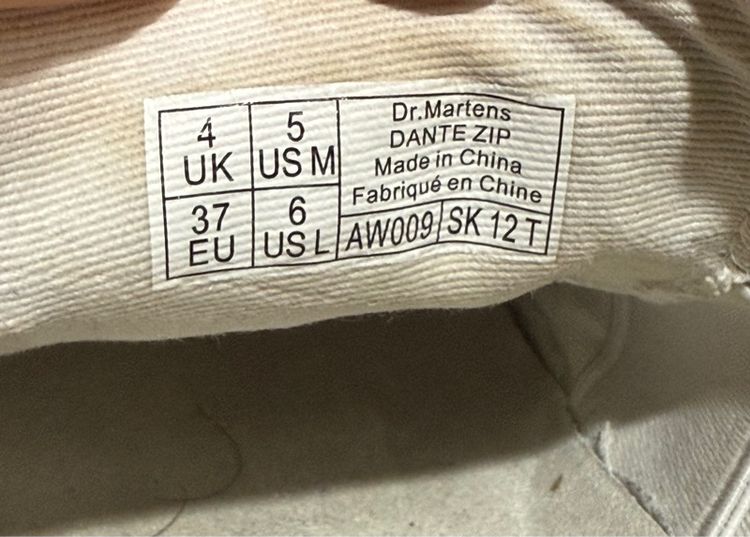 4
UK
5
US M
37
EU
6
US L
Dr.Martens
DANTE ZIP
Made in China
Fabriqué en Chine
AW009
SK 12 T